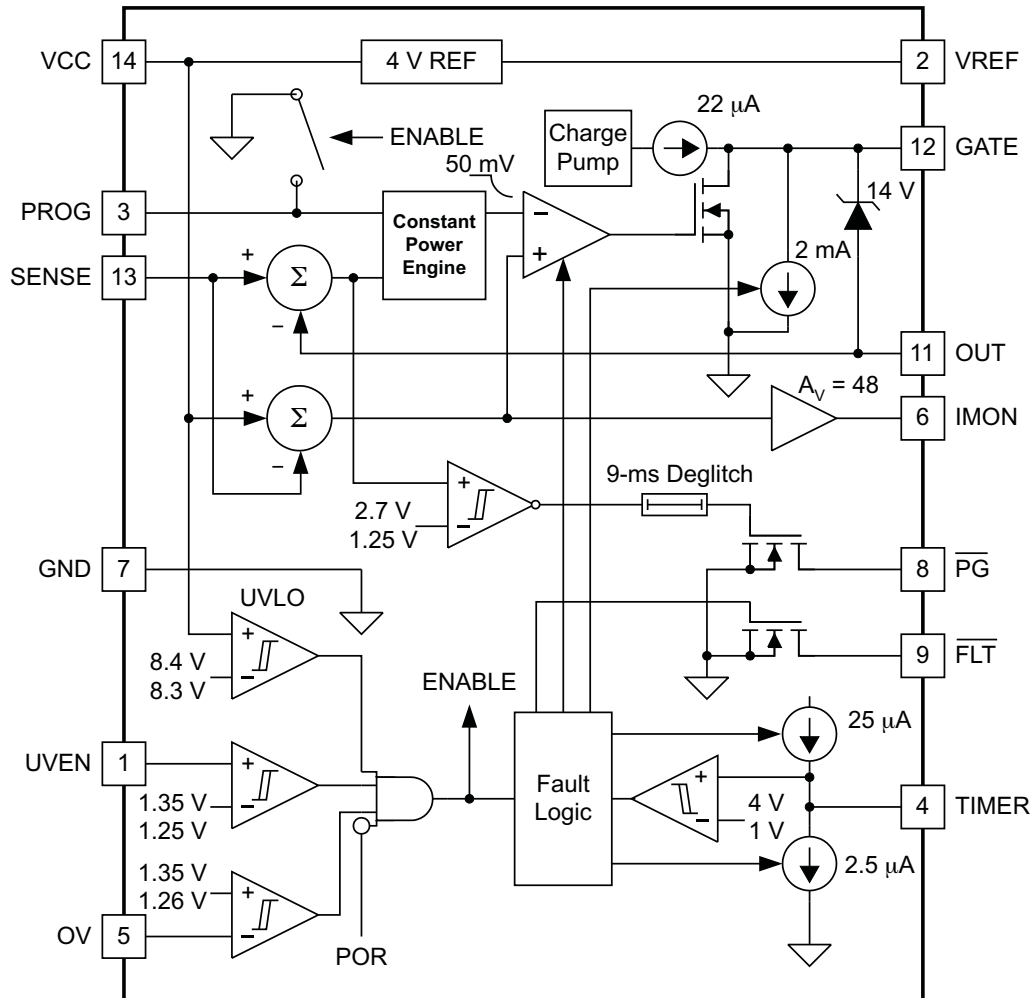 VCC 14 4 V REF 2 VREF
22 μA
ENABLE
Charge
Pump
12 GATE
50 mV
14 V
PROG 3
Constant
Power
Engine
−
+
2 mA
SENSE 13
+
Σ
−
11 OUT
A_V = 48
+
Σ
−
6 IMON
9-ms Deglitch
+
2.7 V
−
1.25 V
GND 7
8 PG
UVLO
+
8.4 V
−
8.3 V
9 FLT
ENABLE
25 μA
UVEN 1
+
1.35 V
−
1.25 V
Fault
Logic
+
4 V
−
1 V
4 TIMER
1.35 V
+
1.26 V
−
2.5 μA
OV 5
POR